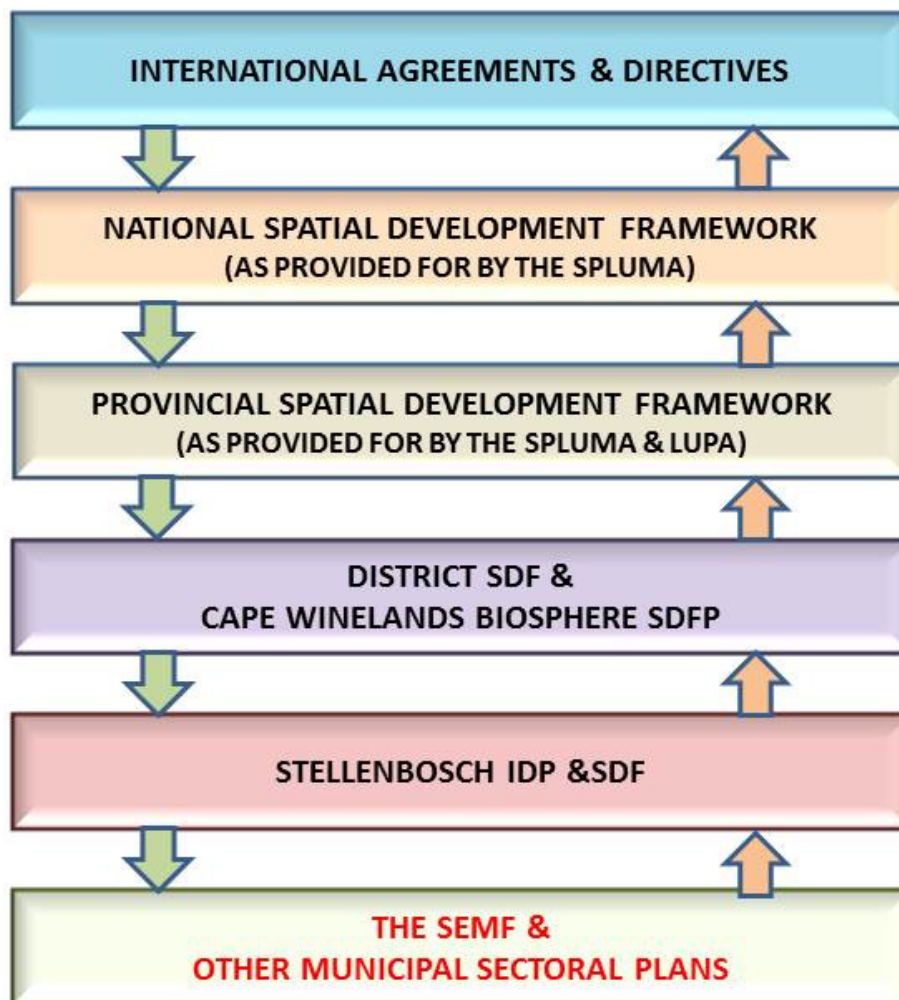 INTERNATIONAL AGREEMENTS & DIRECTIVES
NATIONAL SPATIAL DEVELOPMENT FRAMEWORK
(AS PROVIDED FOR BY THE SPLUMA)
PROVINCIAL SPATIAL DEVELOPMENT FRAMEWORK
(AS PROVIDED FOR BY THE SPLUMA & LUPA)
DISTRICT SDF &
CAPE WINELANDS BIOSPHERE SDFP
STELLENBOSCH IDP &SDF
THE SEMF &
OTHER MUNICIPAL SECTORAL PLANS